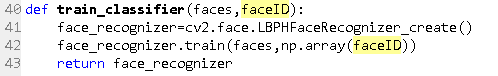 40 def train_classifier(faces,faceID):
41     face_recognizer=cv2.face.LBPHFaceRecognizer_create()
42     face_recognizer.train(faces,np.array(faceID))
43     return face_recognizer